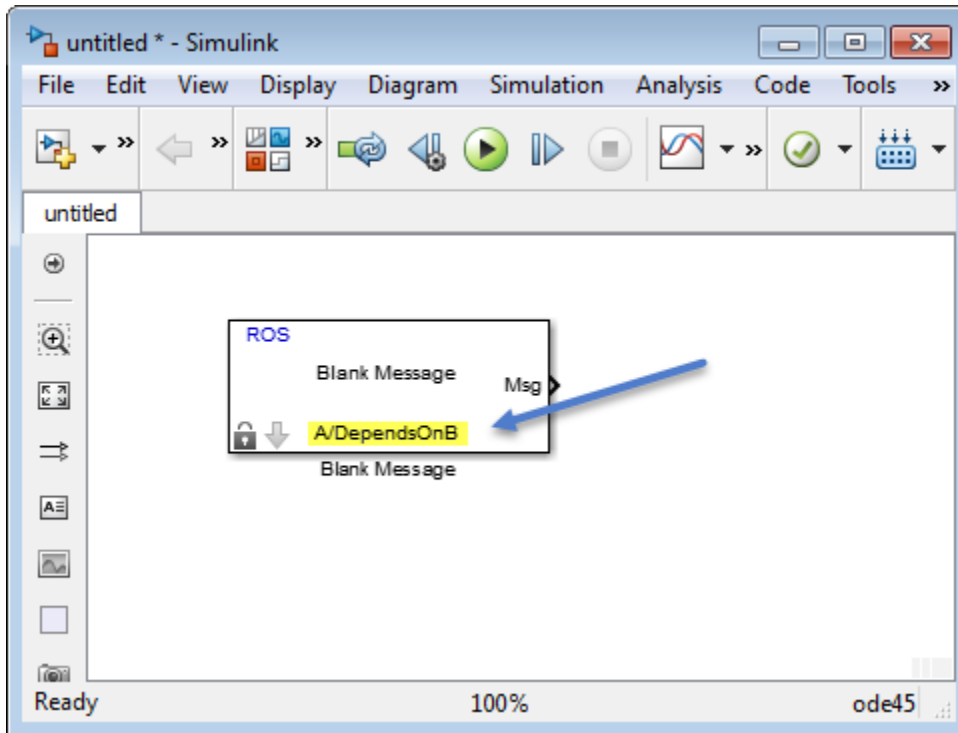 untitled * - Simulink
File Edit View Display Diagram Simulation Analysis Code Tools »
» » » »
untitled
ROS
Blank Message
Msg
A/DependsOnB
Blank Message
Ready 100% ode45